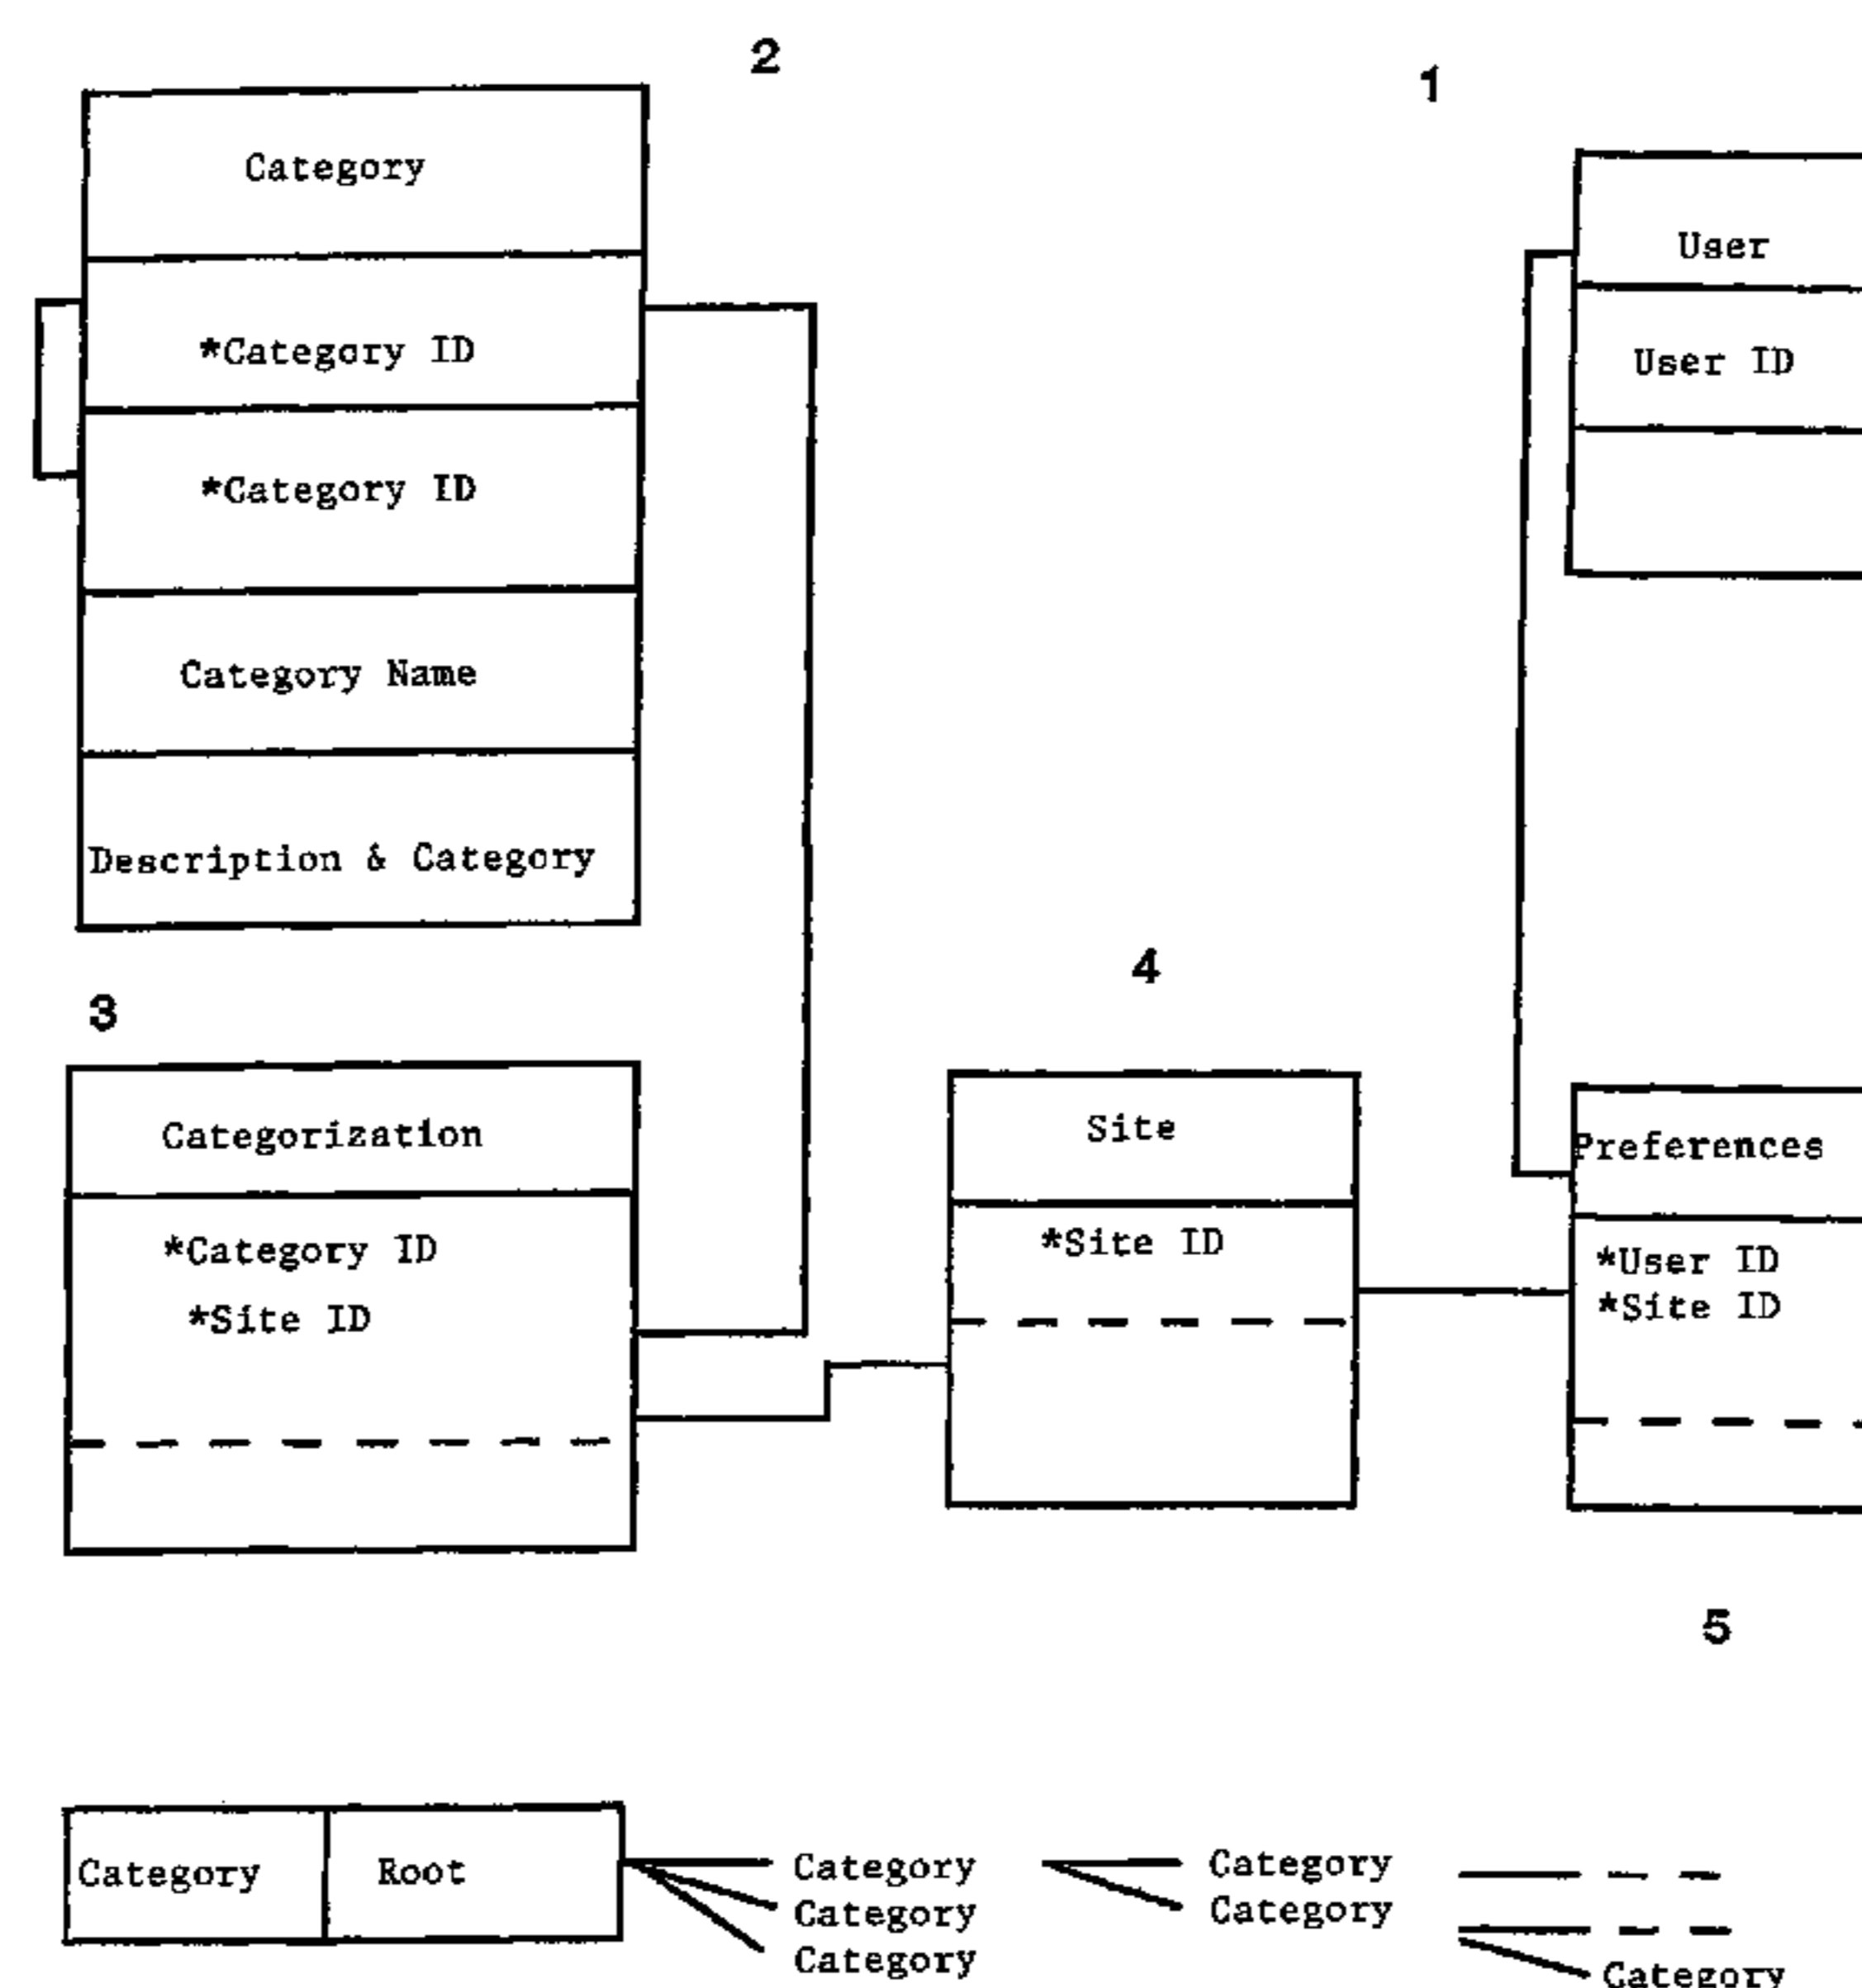 2
1
Category
*Category ID
*Category ID
Category Name
Description & Category
User
User ID
3
4
Categorization
*Category ID
*Site ID
Site
*Site ID
Preferences
*User ID
*Site ID
5
Category Root
Category Category
Category Category
Category Category